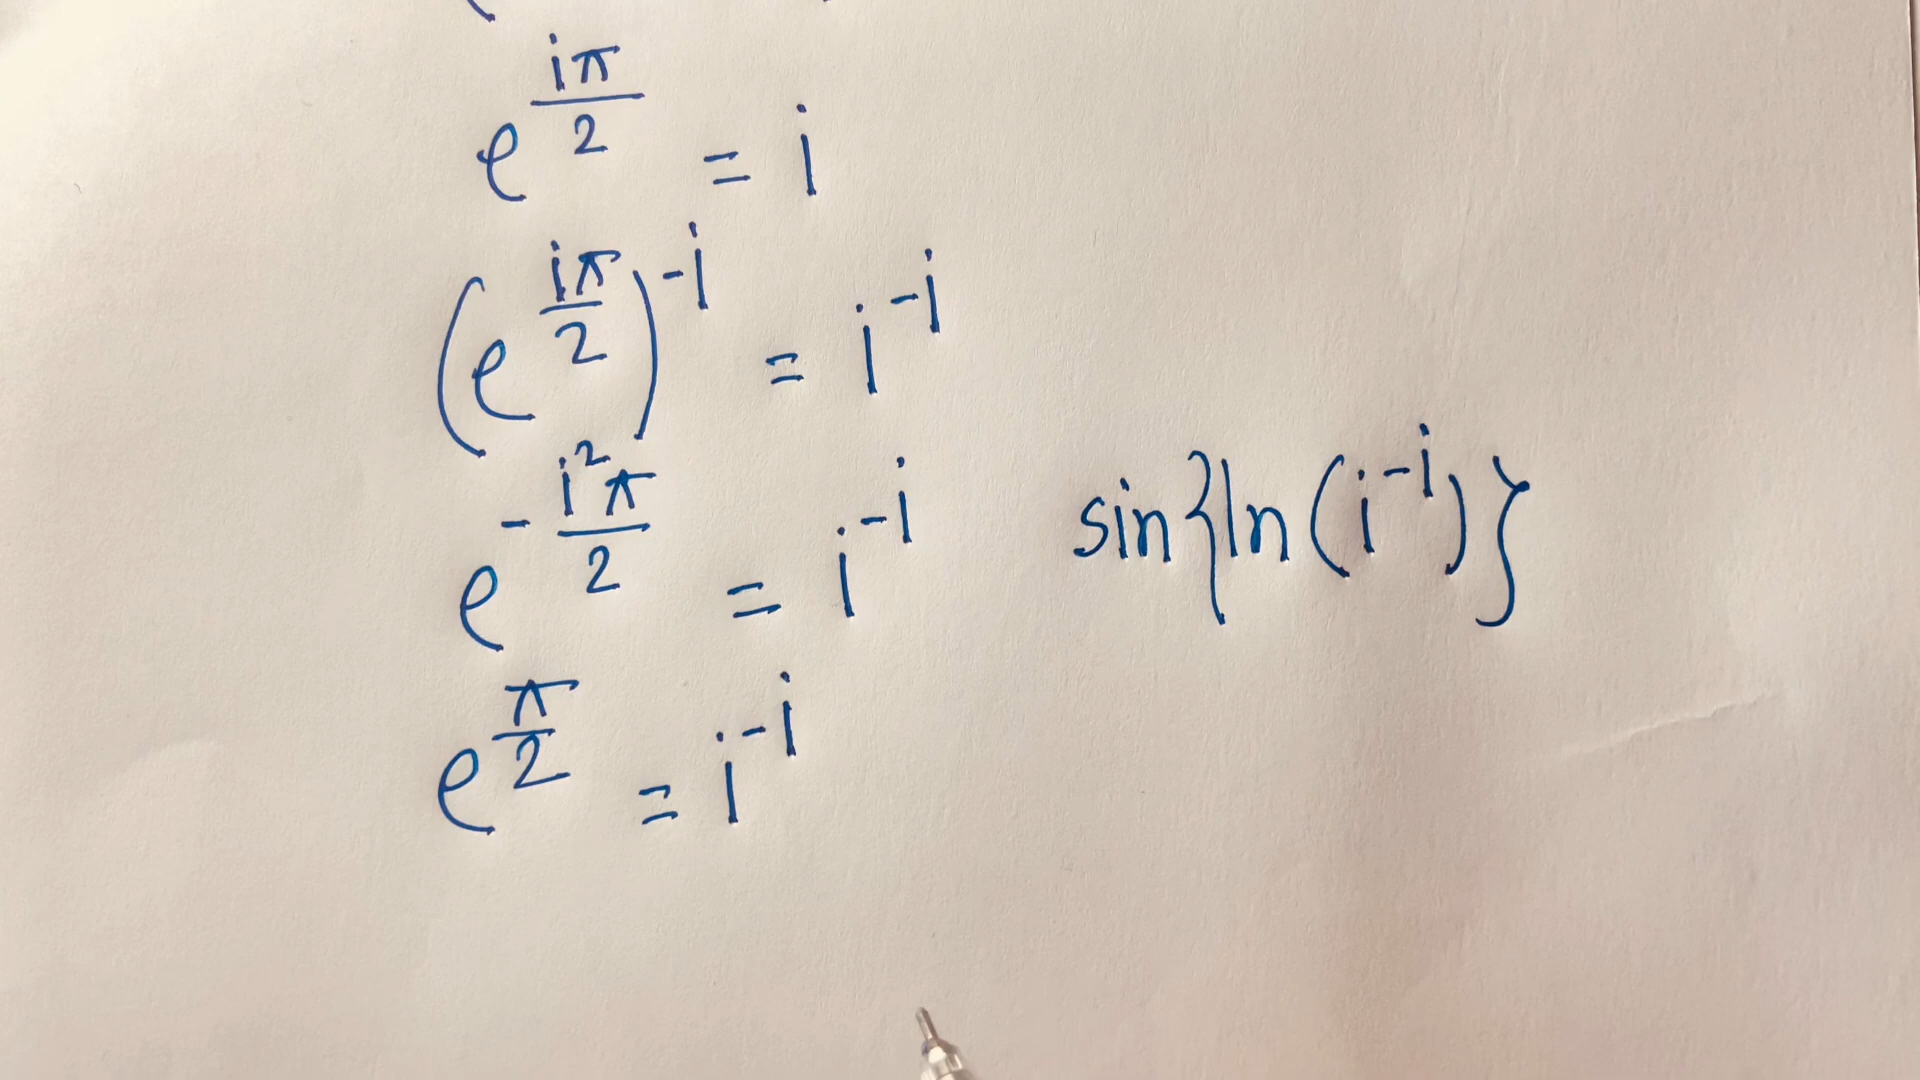 e^{iπ/2} = i
(e^{iπ/2})^{-i} = i^{-i}
e^{-i²π/2} = i^{-i}
sin{ln(i^{-i})}
e^{π/2} = i^{-i}